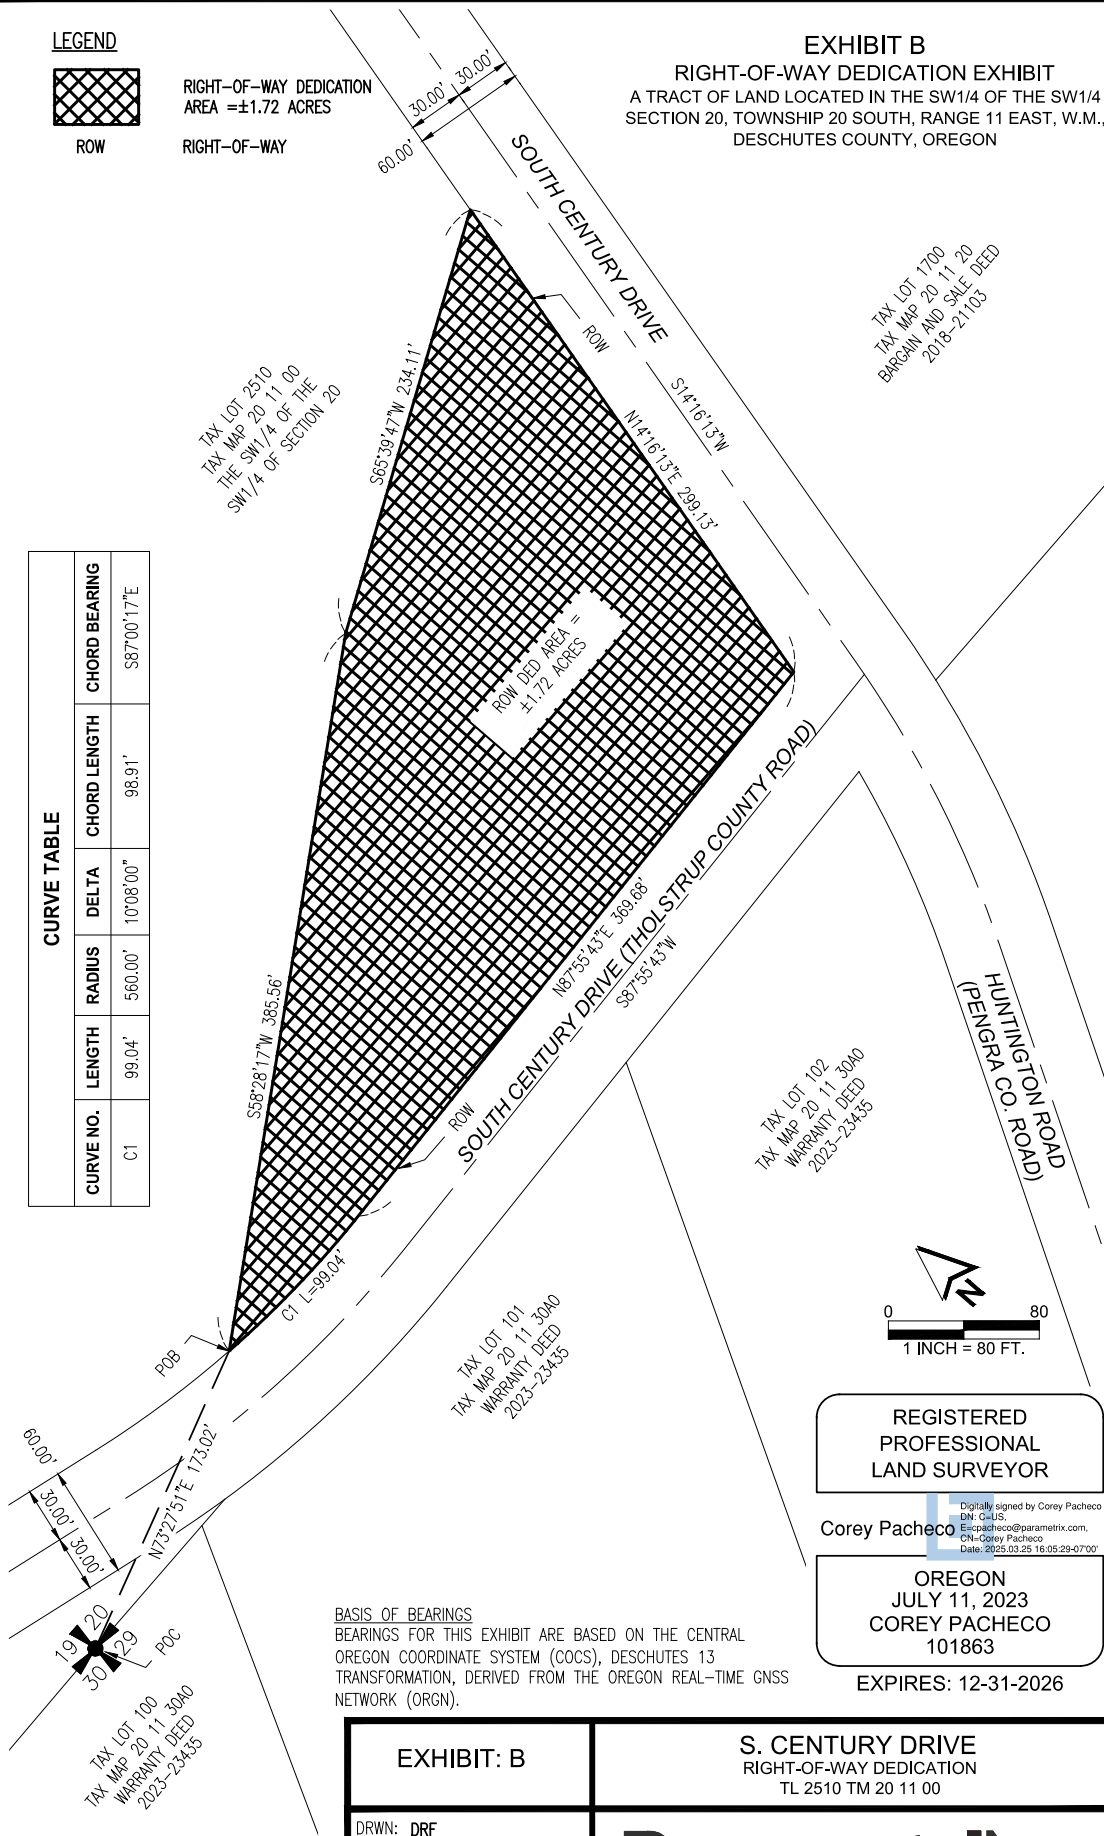 LEGEND
RIGHT-OF-WAY DEDICATION
AREA =±1.72 ACRES
ROW
RIGHT-OF-WAY
EXHIBIT B
RIGHT-OF-WAY DEDICATION EXHIBIT
A TRACT OF LAND LOCATED IN THE SW1/4 OF THE SW1/4
SECTION 20, TOWNSHIP 20 SOUTH, RANGE 11 EAST, W.M.,
DESCHUTES COUNTY, OREGON
30.00'
30.00'
60.00'
SOUTH CENTURY DRIVE
TAX LOT 1700
TAX MAP 20 11 20
BARGAIN AND SALE DEED
2018-21103
ROW
S14°16'13"W
N14°16'13"E 299.13'
TAX LOT 2510
TAX MAP 20 11 00
THE SW1/4 OF THE
SW1/4 OF SECTION 20
S65°39'47"W 234.11'
ROW DED AREA =
±1.72 ACRES
CURVE TABLE
CURVE NO. LENGTH RADIUS DELTA CHORD LENGTH CHORD BEARING
C1 99.04' 560.00' 10°08'00" 98.91' S87°00'17"E
S58°28'17"W 385.56'
N87°55'43"E 369.68'
SOUTH CENTURY DRIVE (THOLSTRUP COUNTY ROAD)
S87°55'43"W
ROW
HUNTINGTON ROAD
(PENGRA CO. ROAD)
TAX LOT 102
TAX MAP 20 11 30A0
WARRANTY DEED
2023-23435
C1 L=99.04'
TAX LOT 101
TAX MAP 20 11 30A0
WARRANTY DEED
2023-23435
N
0 80
1 INCH = 80 FT.
POB
N73°27'51"E 173.02'
60.00'
30.00'
30.00'
19 20
30 29
POC
TAX LOT 100
TAX MAP 20 11 30A0
WARRANTY DEED
2023-23435
REGISTERED
PROFESSIONAL
LAND SURVEYOR
Corey Pacheco
Digitally signed by Corey Pacheco
DN: C=US,
E=cpacheco@parametrix.com,
CN=Corey Pacheco
Date: 2025.03.25 16:05:29-07'00'
OREGON
JULY 11, 2023
COREY PACHECO
101863
EXPIRES: 12-31-2026
BASIS OF BEARINGS
BEARINGS FOR THIS EXHIBIT ARE BASED ON THE CENTRAL
OREGON COORDINATE SYSTEM (COCS), DESCHUTES 13
TRANSFORMATION, DERIVED FROM THE OREGON REAL-TIME GNSS
NETWORK (ORGN).
EXHIBIT: B
S. CENTURY DRIVE
RIGHT-OF-WAY DEDICATION
TL 2510 TM 20 11 00
DRWN: DRF